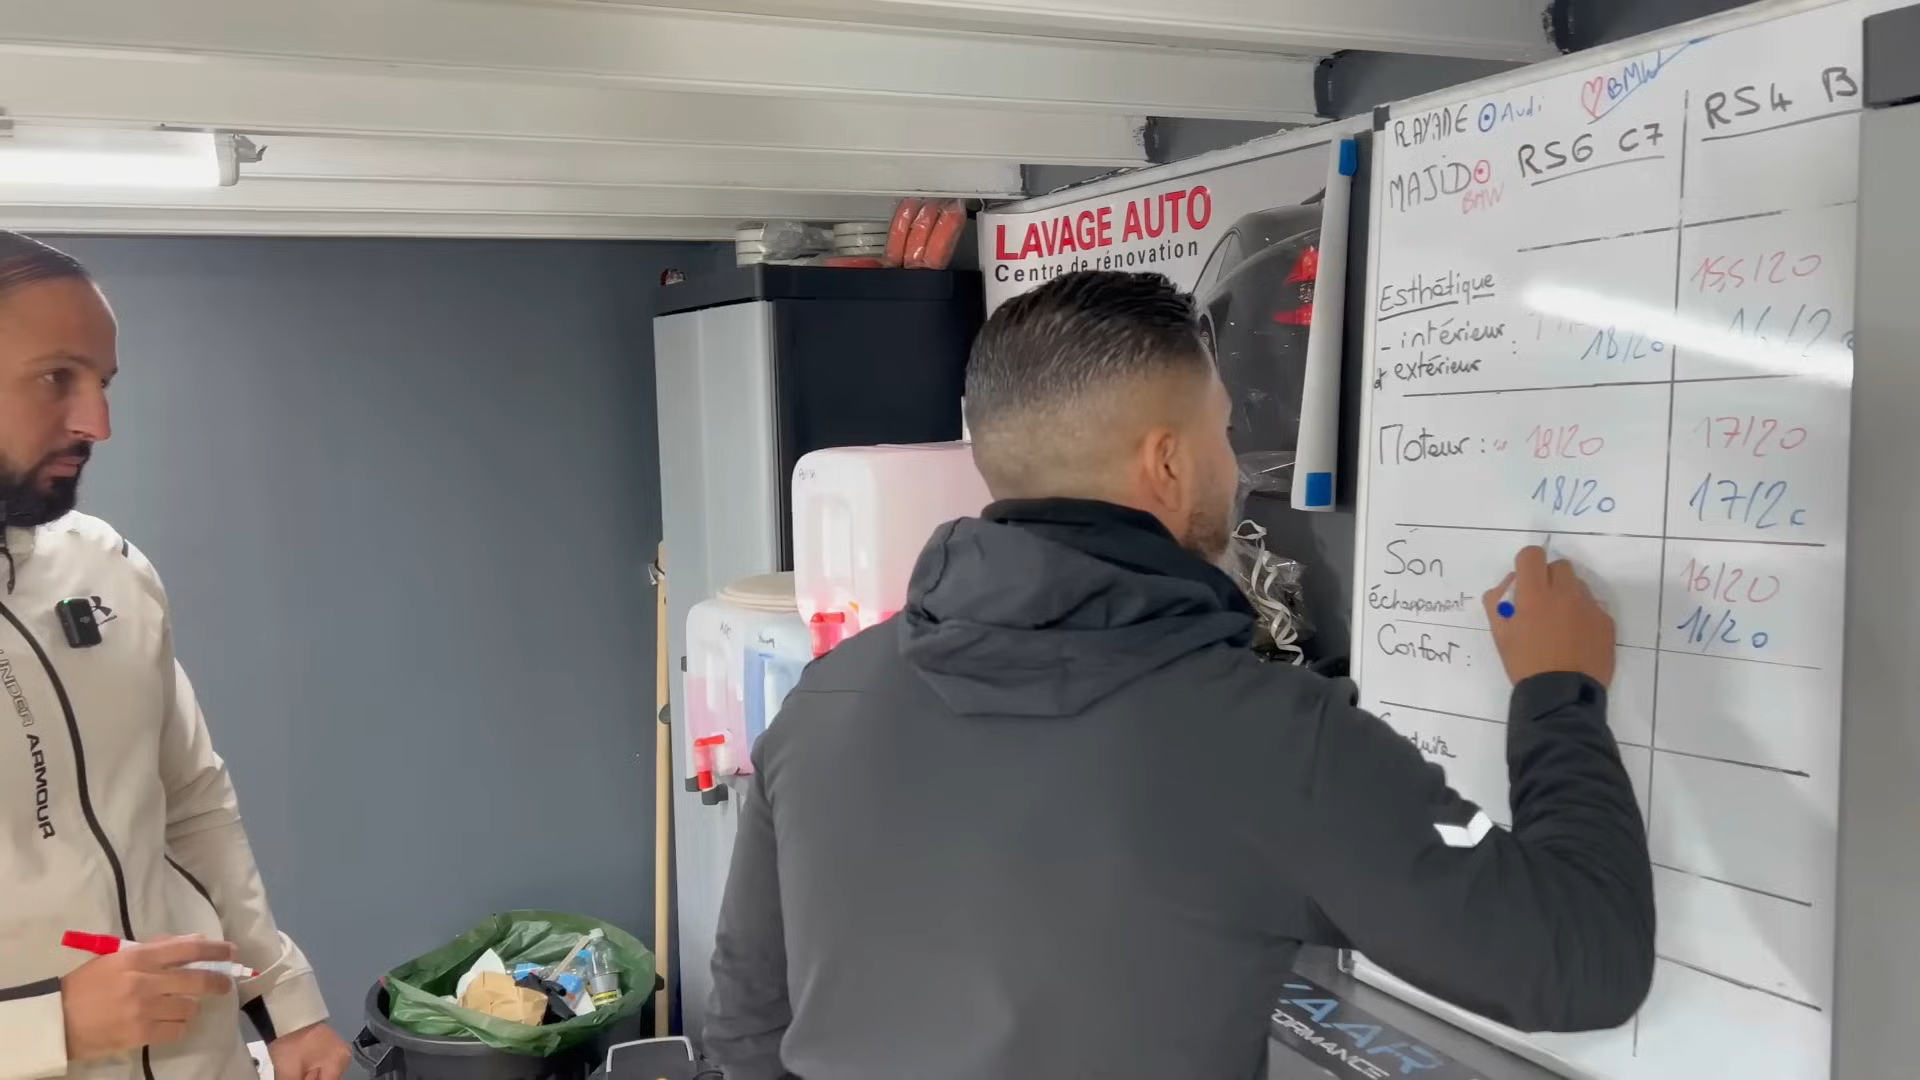 RAYANE Audi
BMW
MAJID
BMW
RS6 C7
RS4 B
Esthétique
- intérieur :
et extérieur
18/20
15,5/20
16/20
Moteur :
18/20
18/20
17/20
17/2
Son
échappement
16/20
16/20
Confort :
LAVAGE AUTO
Centre de rénovation
UNDER ARMOUR